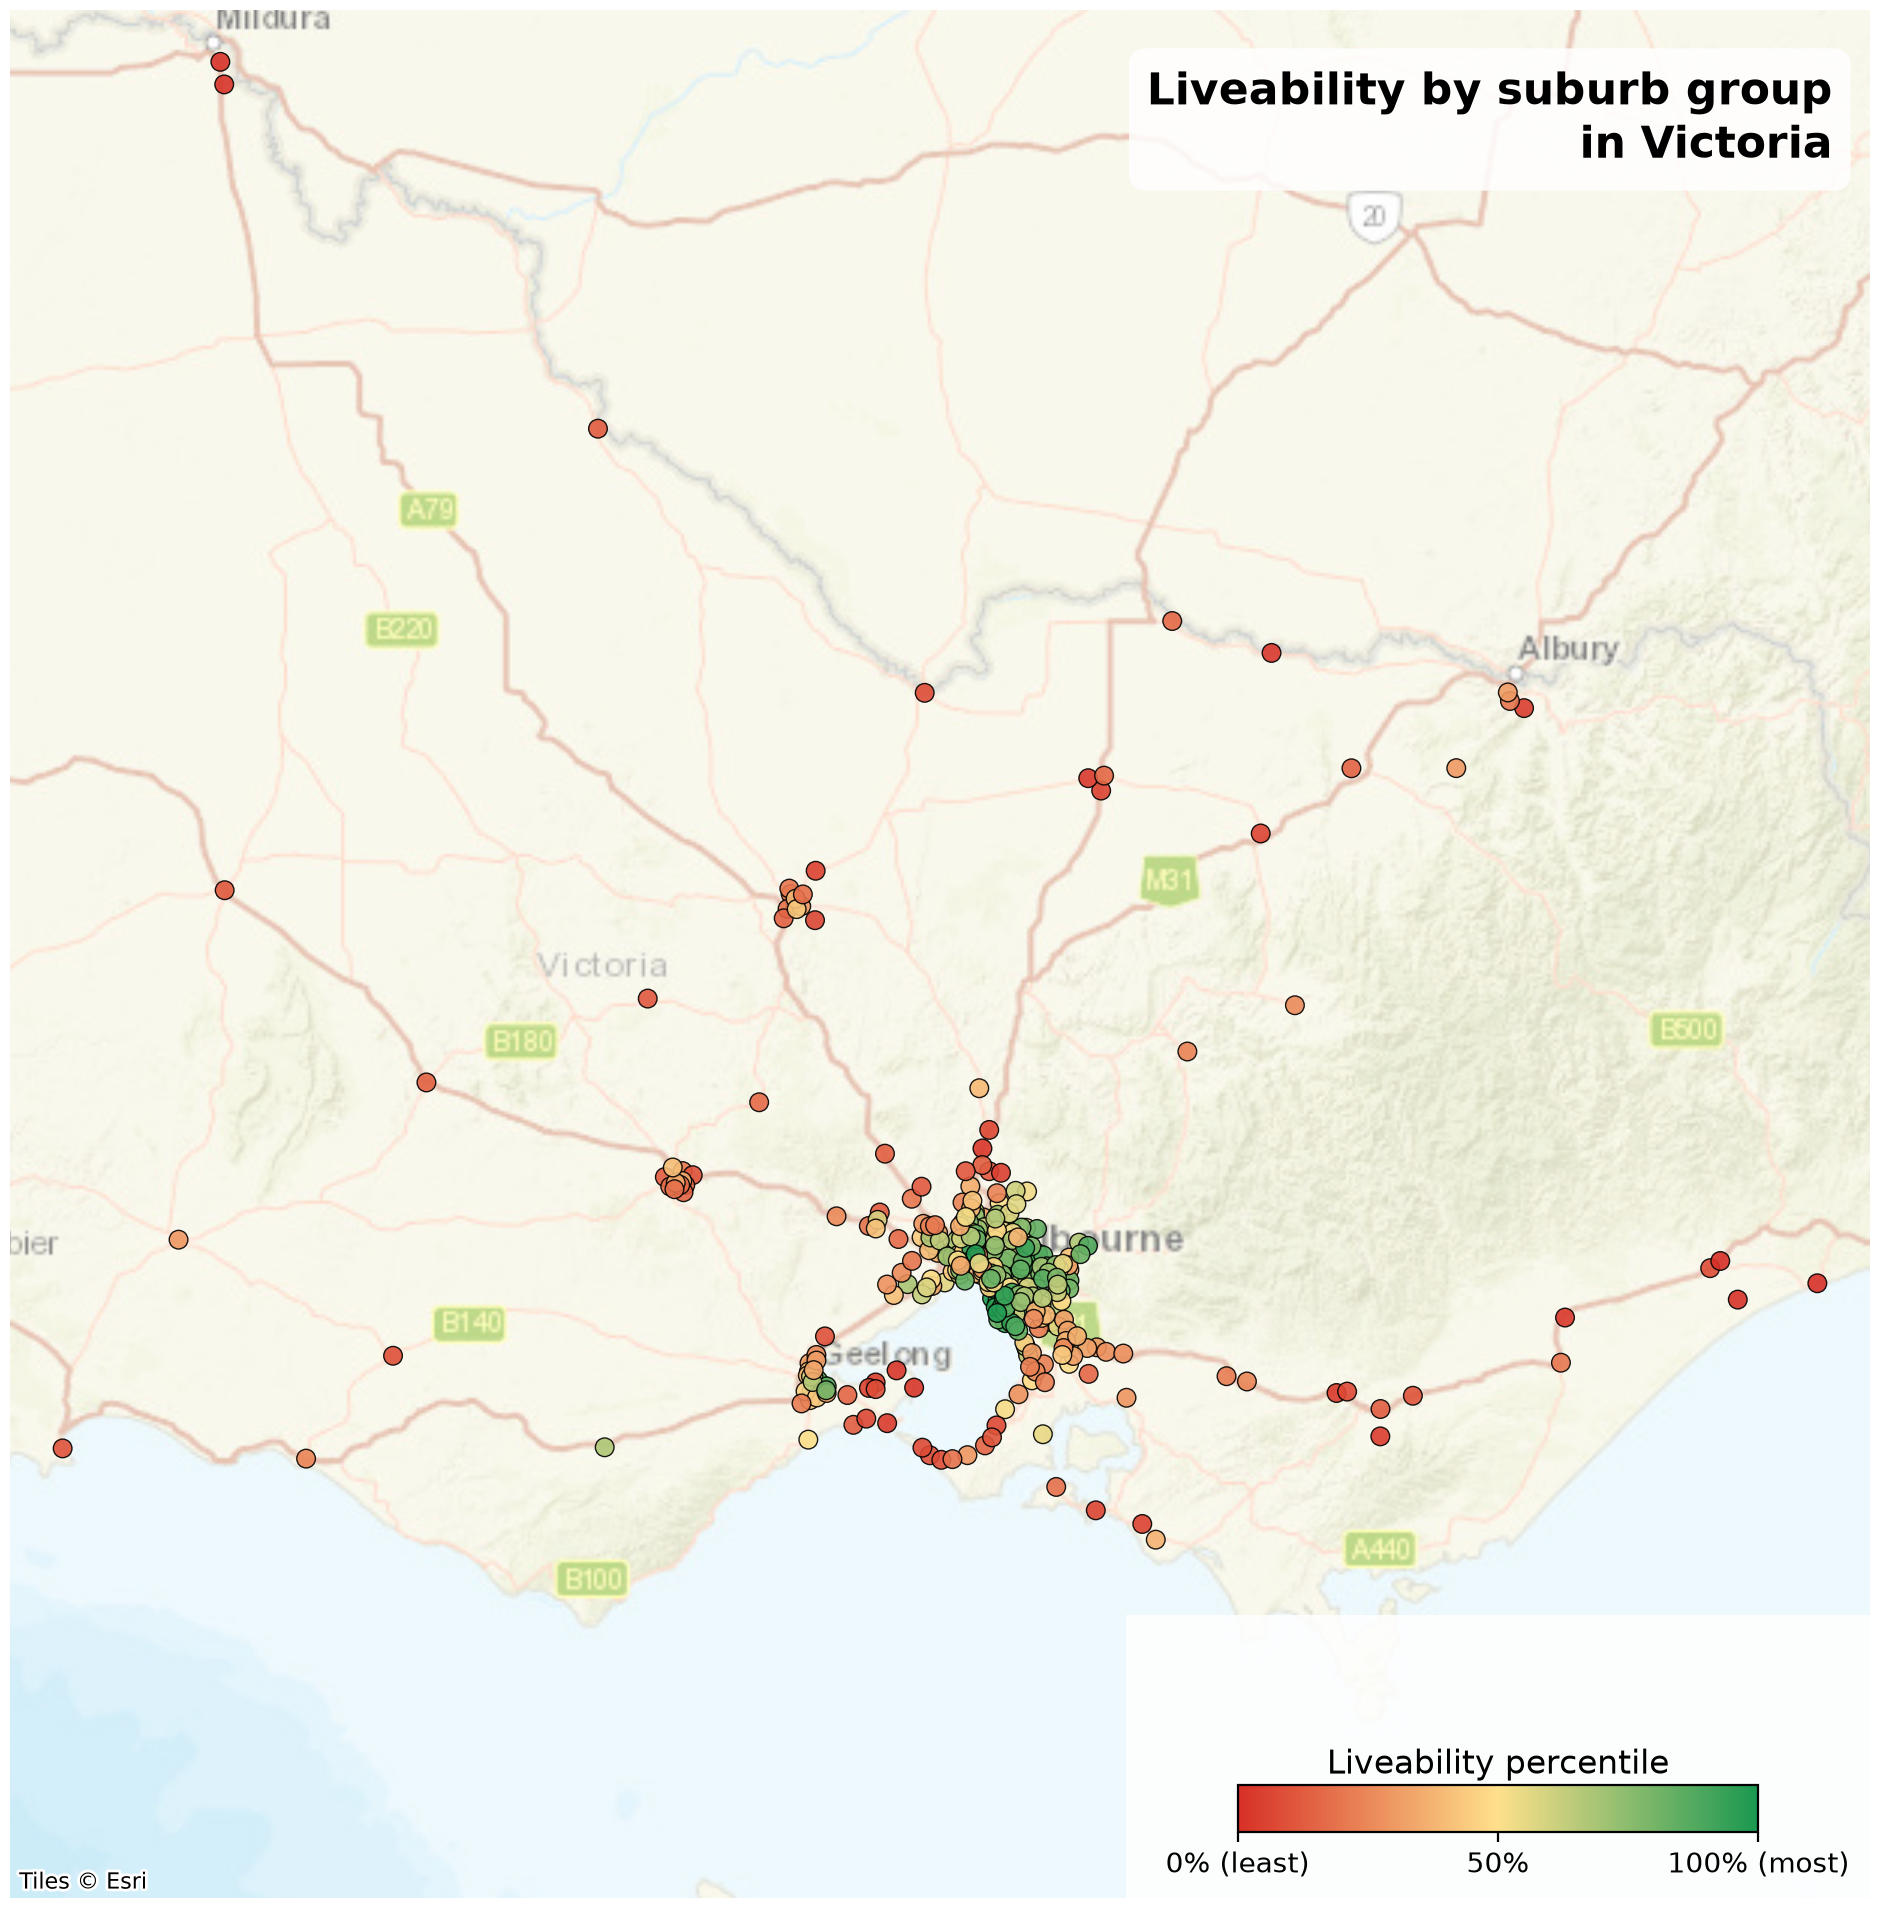 Mildura
Liveability by suburb group
in Victoria
20
A79
B220
Albury
M31
Victoria
B500
B180
bourne
bier
B140
Geelong
A440
B100
Liveability percentile
0% (least)
50%
100% (most)
Tiles © Esri